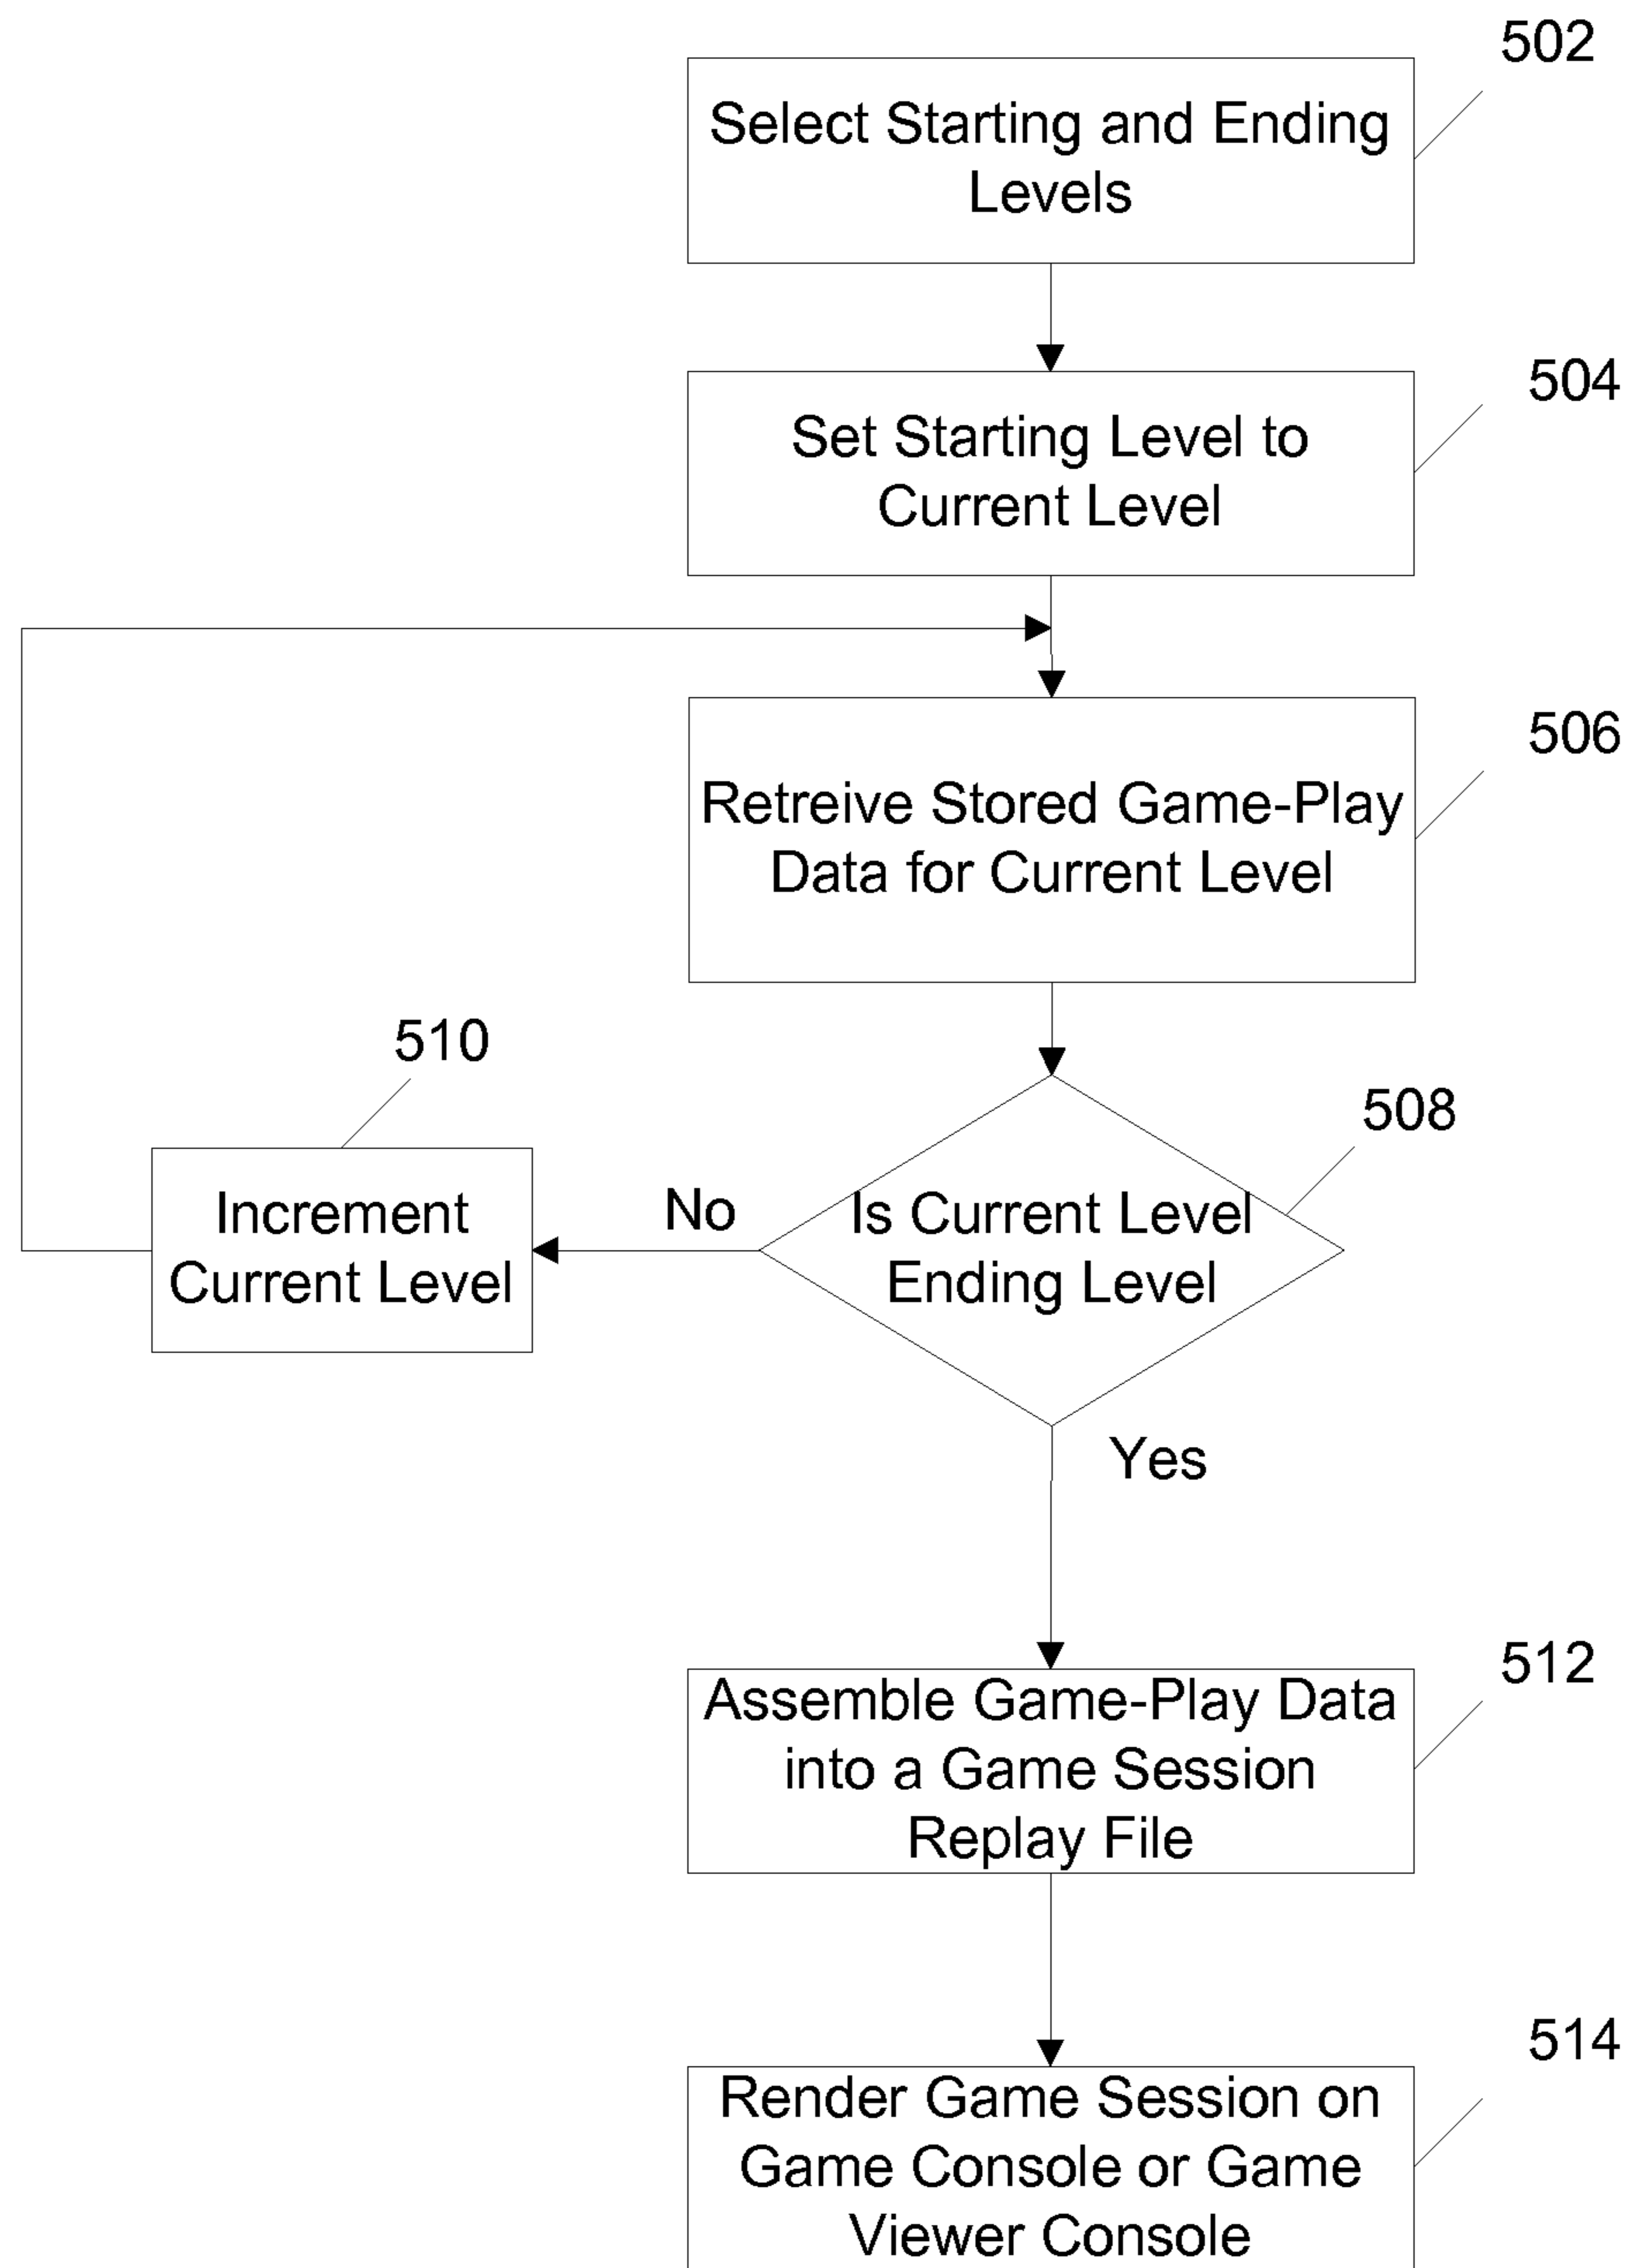 502
Select Starting and Ending
Levels
504
Set Starting Level to
Current Level
506
Retreive Stored Game-Play
Data for Current Level
510
508
Increment
Current Level
No
Is Current Level
Ending Level
Yes
512
Assemble Game-Play Data
into a Game Session
Replay File
514
Render Game Session on
Game Console or Game
Viewer Console